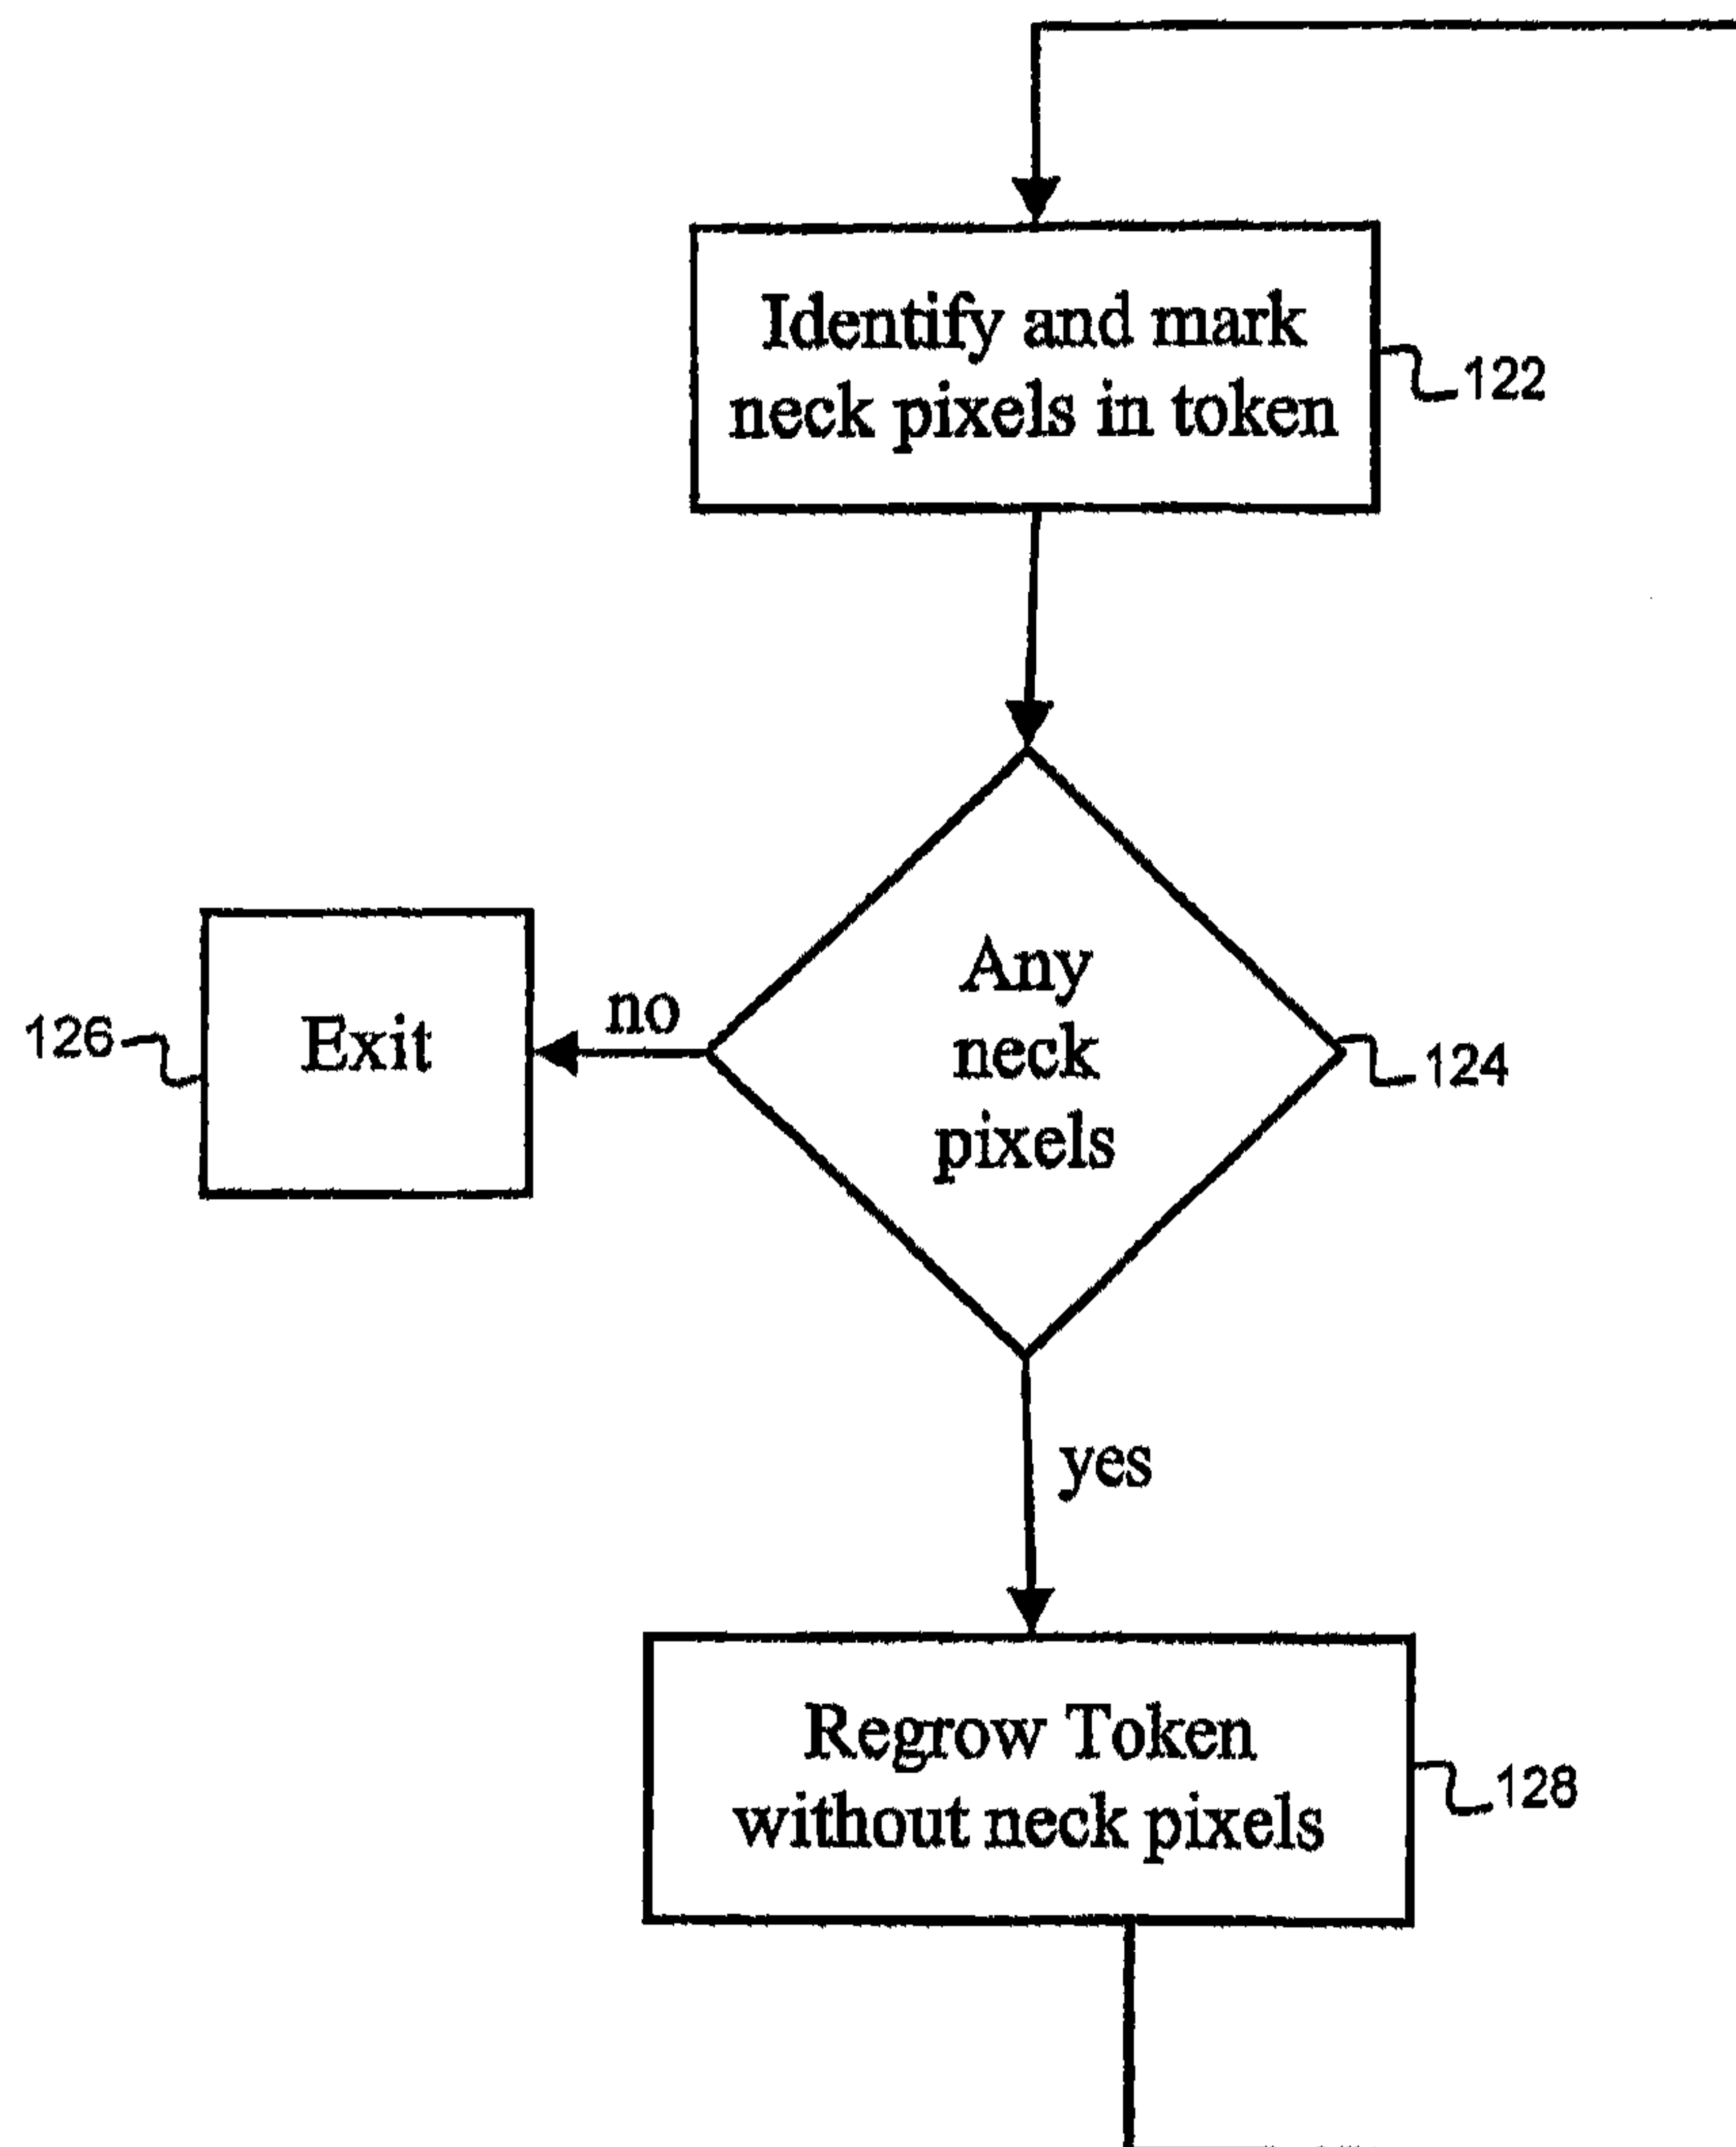 Identify and mark
neck pixels in token
122
Any
neck
pixels
124
no
Exit
126
yes
Regrow Token
without neck pixels
128